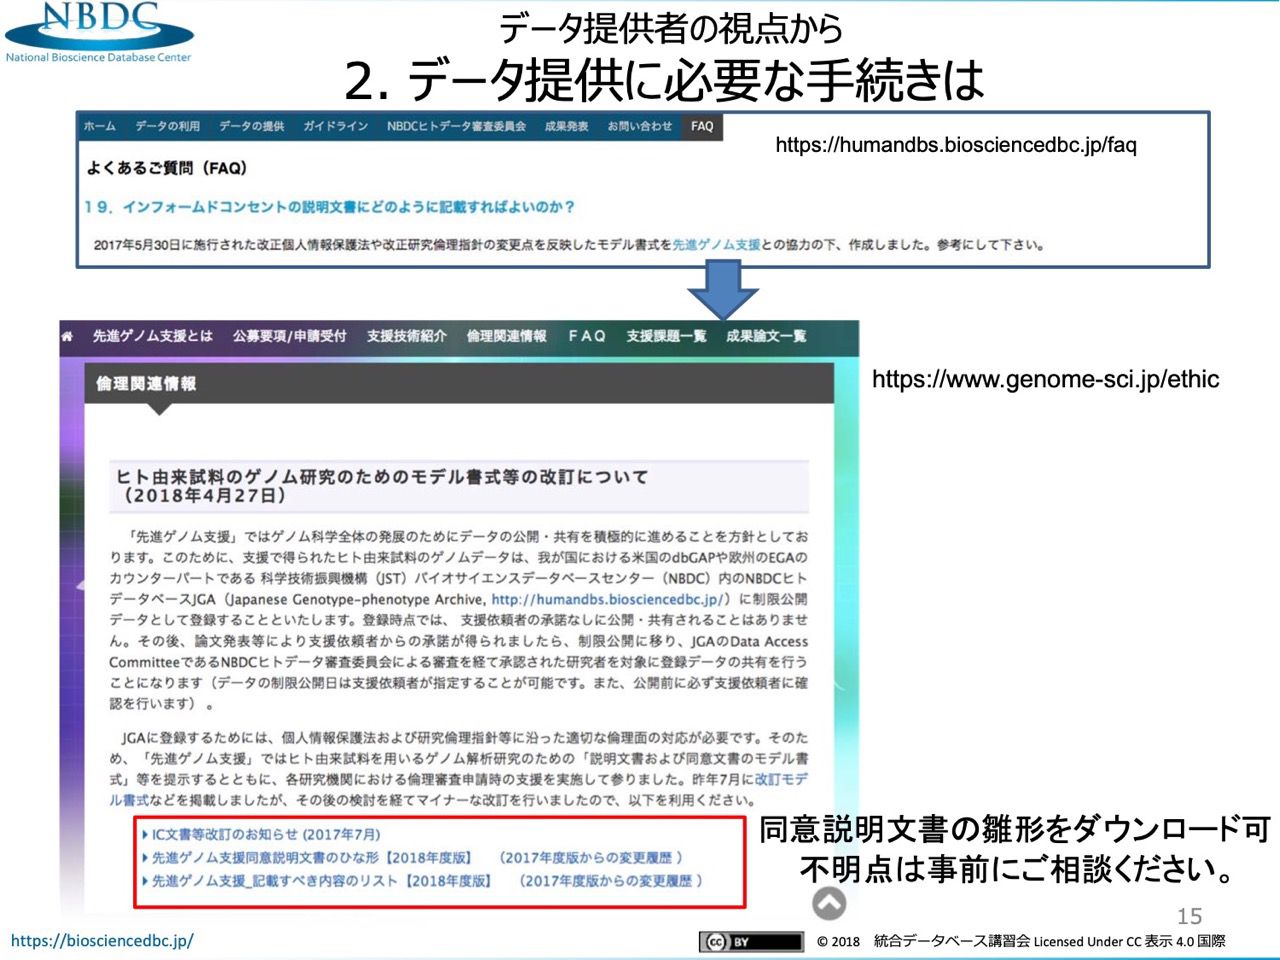 NBDC
National Bioscience Database Center
データ提供者の視点から
2. データ提供に必要な手続きは
ホーム データの利用 データの提供 ガイドライン NBDCヒトデータ審査委員会 成果発表 お問い合わせ FAQ
https://humandbs.biosciencedbc.jp/faq
よくあるご質問（FAQ）
１９．インフォームドコンセントの説明文書にどのように記載すればよいのか？
2017年5月30日に施行された改正個人情報保護法や改正研究倫理指針の変更点を反映したモデル書式を先進ゲノム支援との協力の下、作成しました。参考にして下さい。
先進ゲノム支援とは 公募要項/申請受付 支援技術紹介 倫理関連情報 ＦＡＱ 支援課題一覧 成果論文一覧
https://www.genome-sci.jp/ethic
倫理関連情報
ヒト由来試料のゲノム研究のためのモデル書式等の改訂について
（2018年4月27日）
「先進ゲノム支援」ではゲノム科学全体の発展のためにデータの公開・共有を積極的に進めることを方針としてお
ります。このために、支援で得られたヒト由来試料のゲノムデータは、我が国における米国のdbGAPや欧州のEGAの
カウンターパートである 科学技術振興機構（JST）バイオサイエンスデータベースセンター（NBDC）内のNBDCヒト
データベースJGA（Japanese Genotype-phenotype Archive, http://humandbs.biosciencedbc.jp/）に制限公開
データとして登録することといたします。登録時点では、 支援依頼者の承諾なしに公開・共有されることはありませ
ん。その後、論文発表等により支援依頼者からの承諾が得られましたら、制限公開に移り、JGAのData Access
CommitteeであるNBDCヒトデータ審査委員会による審査を経て承認された研究者を対象に登録データの共有を行う
ことになります（データの制限公開日は支援依頼者が指定することが可能です。また、公開前に必ず支援依頼者に確
認を行います） 。
JGAに登録するためには、個人情報保護法および研究倫理指針等に沿った適切な倫理面の対応が必要です。そのた
め、「先進ゲノム支援」ではヒト由来試料を用いるゲノム解析研究のための「説明文書および同意文書のモデル書
式」等を提示するとともに、各研究機関における倫理審査申請時の支援を実施して参りました。昨年7月に改訂モデ
ル書式などを掲載しましたが、その後の検討を経てマイナーな改訂を行いましたので、以下を利用ください。
IC文書等改訂のお知らせ (2017年7月)
先進ゲノム支援同意説明文書のひな形【2018年度版】 （2017年度版からの変更履歴 ）
先進ゲノム支援_記載すべき内容のリスト【2018年度版】 （2017年度版からの変更履歴 ）
同意説明文書の雛形をダウンロード可
不明点は事前にご相談ください。
15
https://biosciencedbc.jp/
cc BY
© 2018 統合データベース講習会 Licensed Under CC 表示 4.0 国際